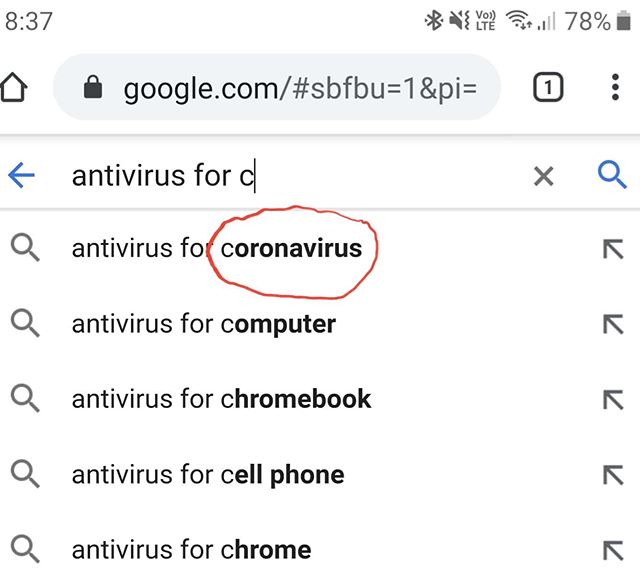 8:37 Vo)) LTE 78%
google.com/#sbfbu=1&pi= 1
antivirus for c
antivirus for coronavirus
antivirus for computer
antivirus for chromebook
antivirus for cell phone
antivirus for chrome